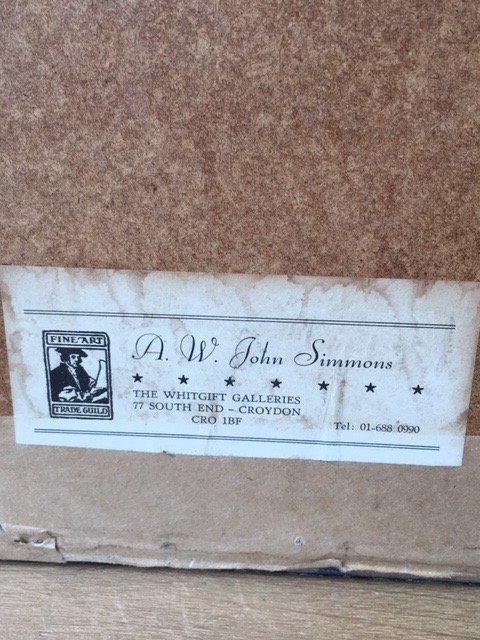 FINE ART
TRADE GUILD
A. W. John Simmons
THE WHITGIFT GALLERIES
77 SOUTH END – CROYDON
CRO 1BF
Tel: 01-688 0990